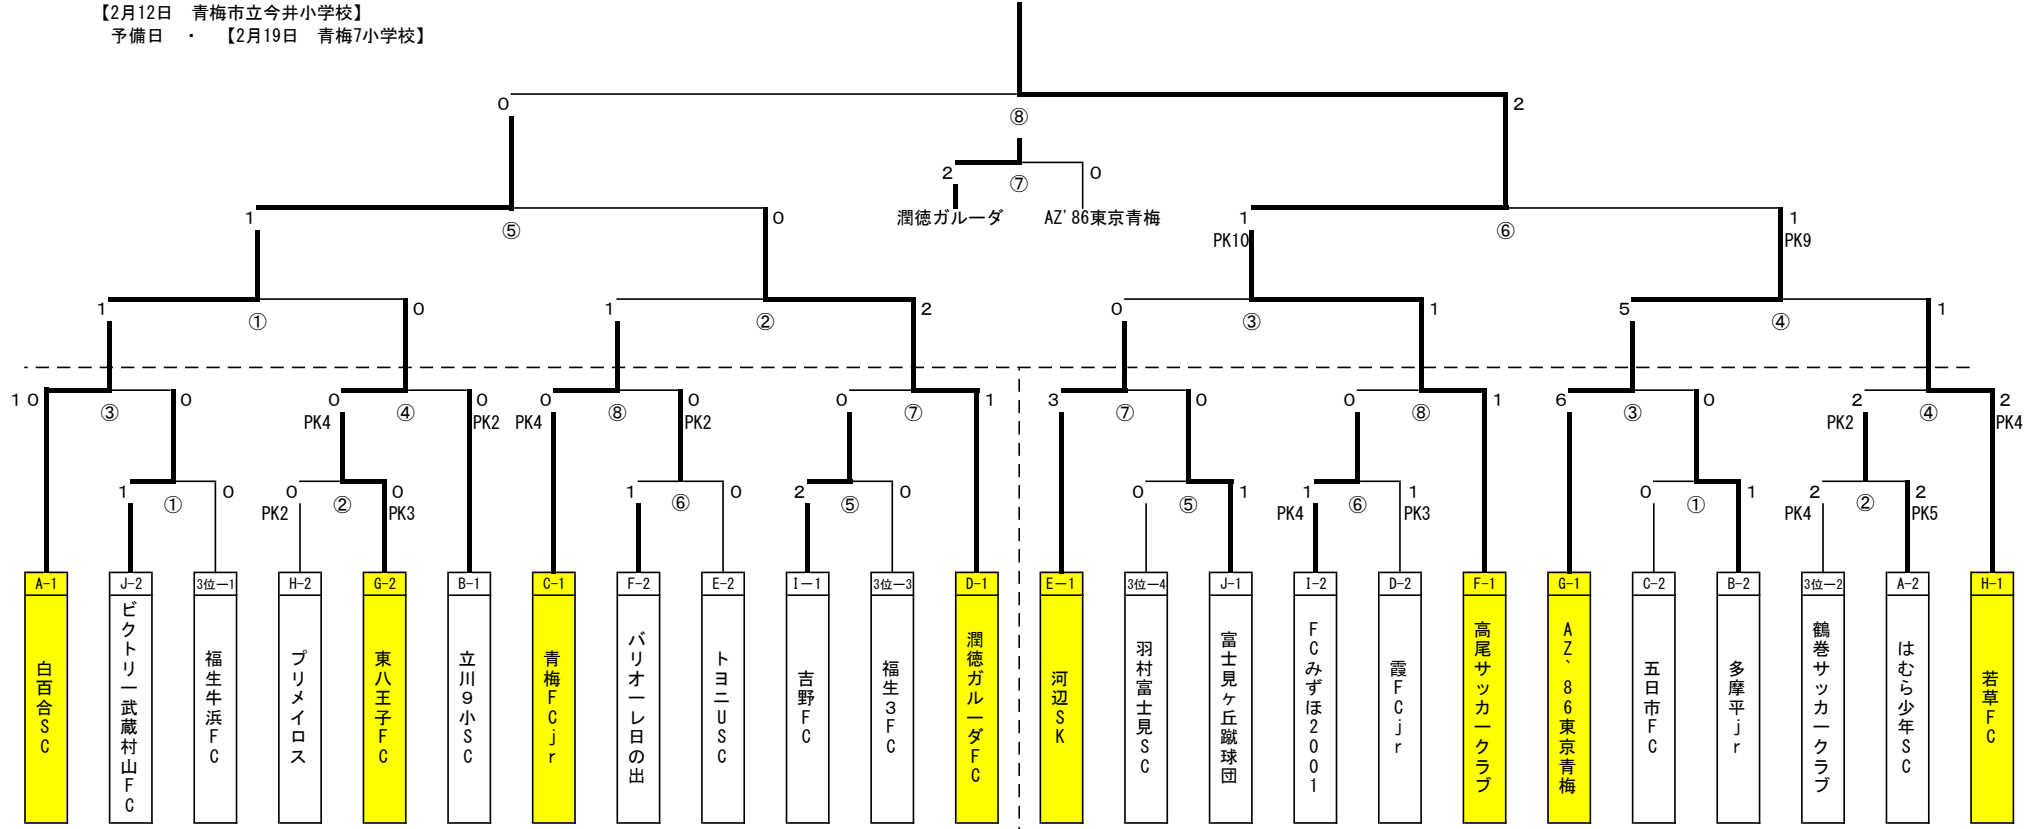 【2月12日　青梅市立今井小学校】
予備日　・　【2月19日　青梅7小学校】
0
2
⑧
2
0
⑦
潤徳ガルーダ
AZ'86東京青梅
1
0
⑤
1
1
PK10
PK9
⑥
1
0
①
1
2
②
0
1
③
5
1
④
10
0
③
0
0
PK4
PK2
④
0
0
PK4
PK2
⑧
0
1
⑦
3
0
⑦
0
1
⑧
6
0
③
2
2
PK2
PK4
④
1
0
①
0
0
PK2
PK3
②
1
0
⑥
2
0
⑤
0
1
⑤
1
1
PK4
PK3
⑥
0
1
①
2
2
PK4
PK5
②
A-1
J-2
3位ー1
H-2
G-2
B-1
C-1
F-2
E-2
Iー1
3位ー3
D-1
Eー1
3位ー4
J-1
I-2
D-2
F-1
G-1
C-2
B-2
3位ー2
A-2
H-1
白百合SC
ビクトリー武蔵村山FC
福生牛浜FC
プリメイロス
東八王子FC
立川９小SC
青梅FCjr
バリオーレ日の出
トヨニUSC
吉野FC
福生３FC
潤徳ガルーダFC
河辺SK
羽村富士見SC
富士見ヶ丘蹴球団
FCみずほ2001
霞FCjr
高尾サッカークラブ
AZ`86東京青梅
五日市FC
多摩平jr
鶴巻サッカークラブ
はむら少年SC
若草FC